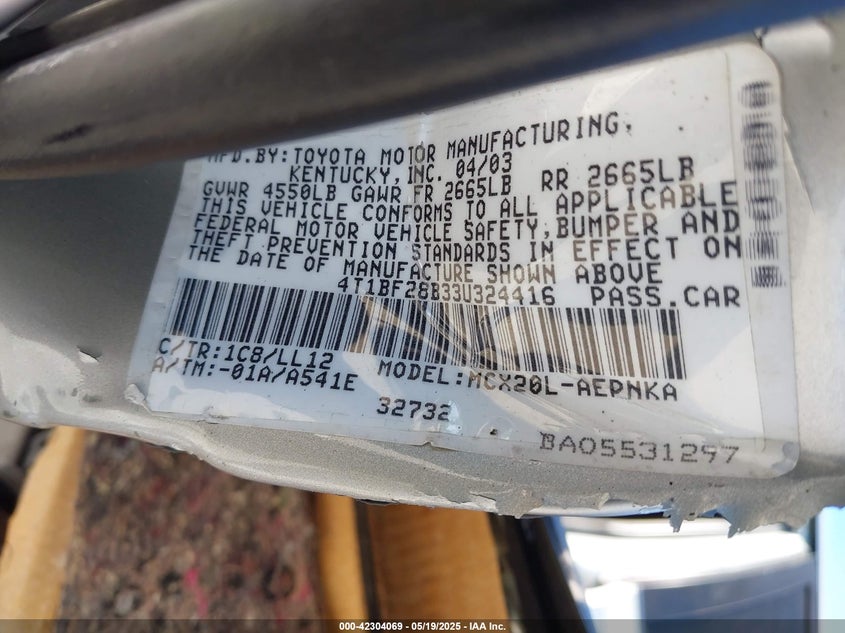 MFD.BY:TOYOTA MOTOR MANUFACTURING,
KENTUCKY, INC. 04/03
GVWR 4550LB GAWR FR 2665LB RR 2665LB
THIS VEHICLE CONFORMS TO ALL APPLICABLE
FEDERAL MOTOR VEHICLE SAFETY, BUMPER AND
THEFT PREVENTION STANDARDS IN EFFECT ON
THE DATE OF MANUFACTURE SHOWN ABOVE
4T1BF28B33U324416 PASS.CAR
C/TR:1C8/LL12
A/TM:-01A/A541E MODEL:MCX20L-AEPNKA
32732
BA05531297
000-42304069 - 05/19/2025 - IAA Inc.